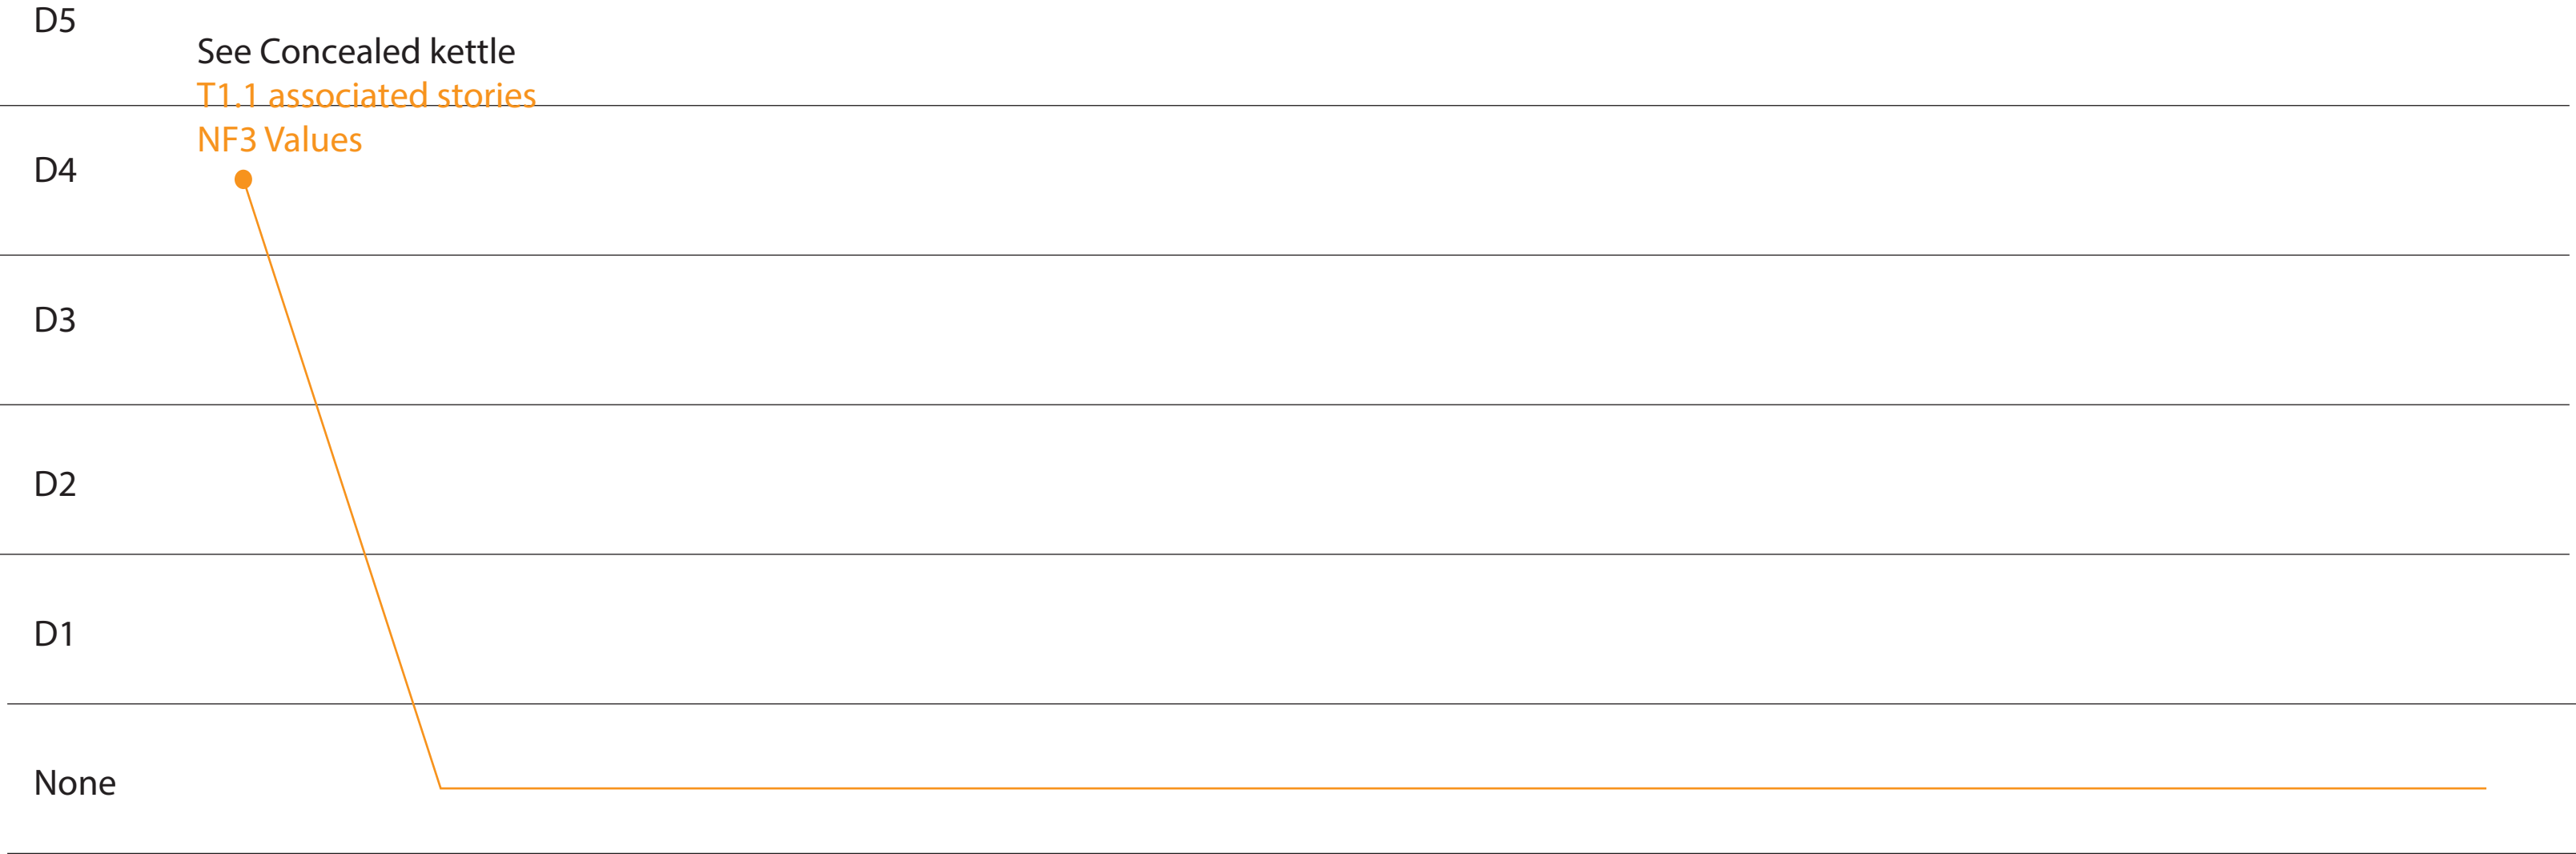 D5
See Concealed kettle
T1.1 associated stories
NF3 Values
D4
D3
D2
D1
None